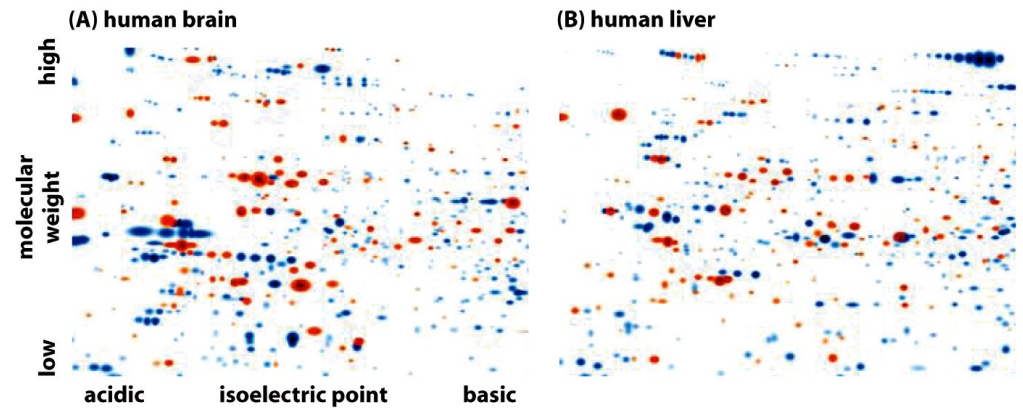 (A) human brain
(B) human liver
high
molecular
weight
low
acidic
isoelectric point
basic